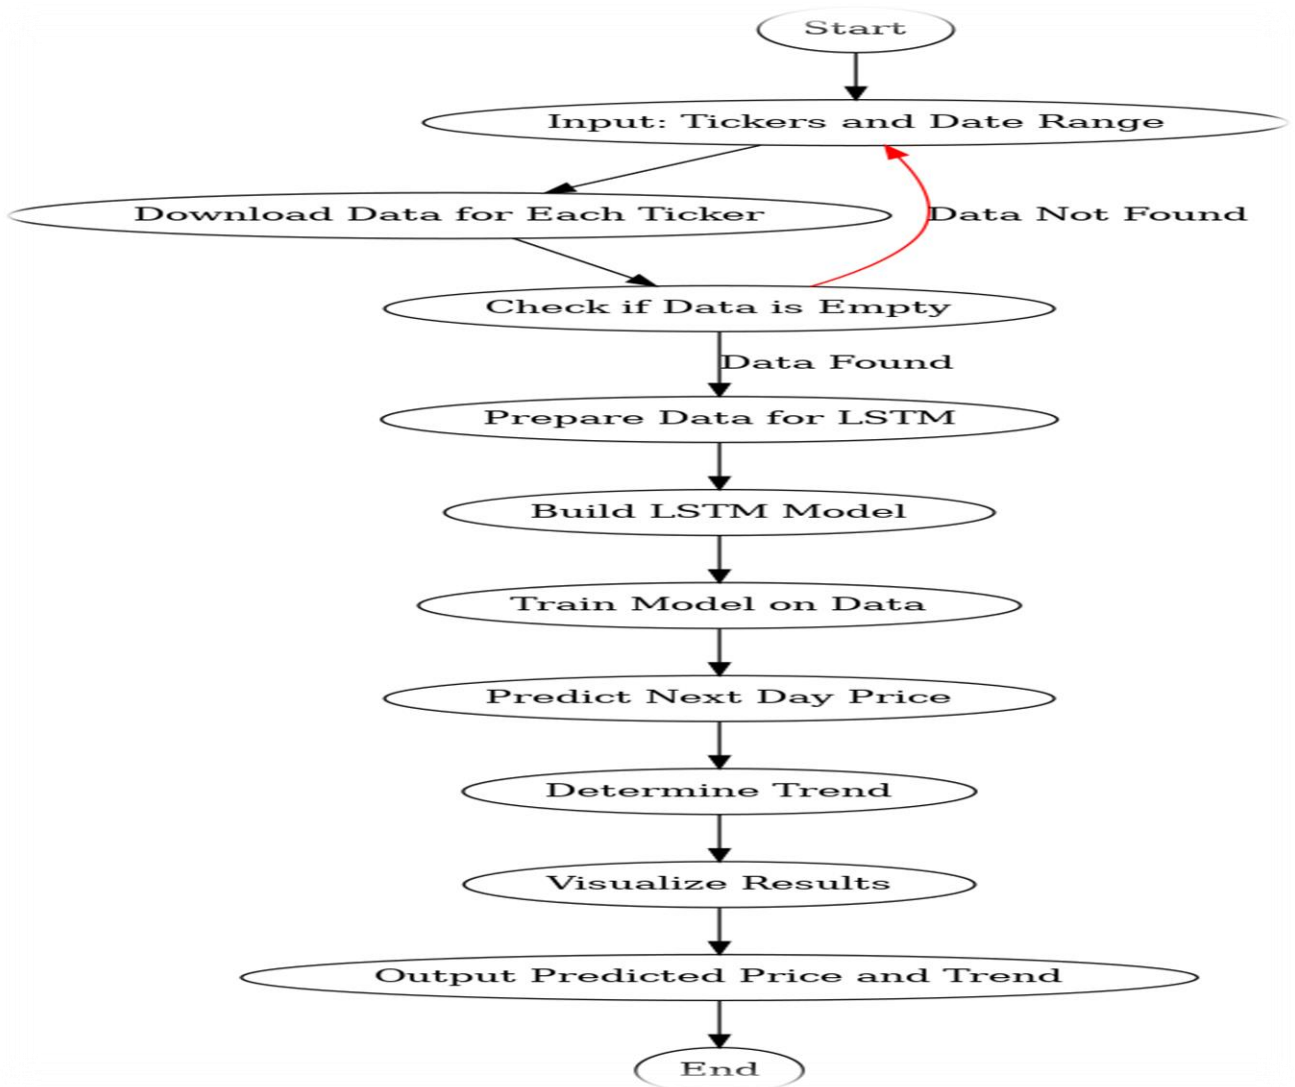 Start
Input: Tickers and Date Range
Download Data for Each Ticker
Data Not Found
Check if Data is Empty
Data Found
Prepare Data for LSTM
Build LSTM Model
Train Model on Data
Predict Next Day Price
Determine Trend
Visualize Results
Output Predicted Price and Trend
End